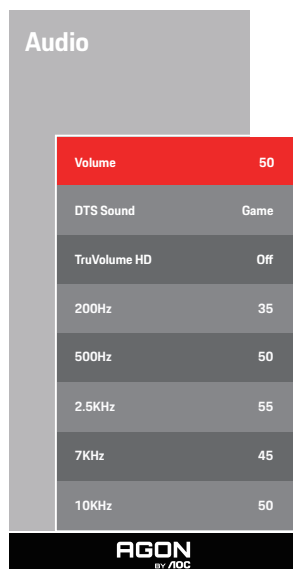 Audio
Volume 50
DTS Sound Game
TruVolume HD Off
200Hz 35
500Hz 50
2.5KHz 55
7KHz 45
10KHz 50
AGON
BY AOC